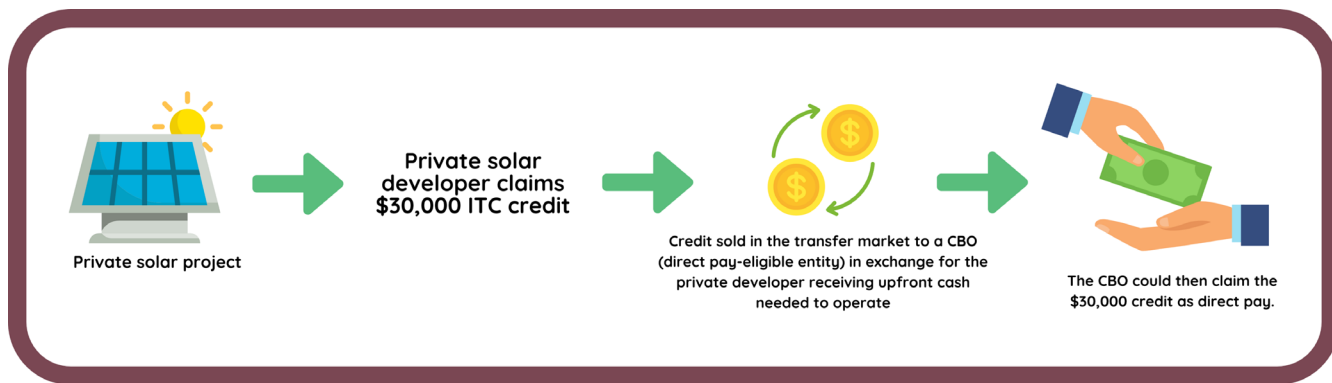 Private solar project
Private solar
developer claims
$30,000 ITC credit
Credit sold in the transfer market to a CBO
(direct pay-eligible entity) in exchange for the
private developer receiving upfront cash
needed to operate
The CBO could then claim the
$30,000 credit as direct pay.